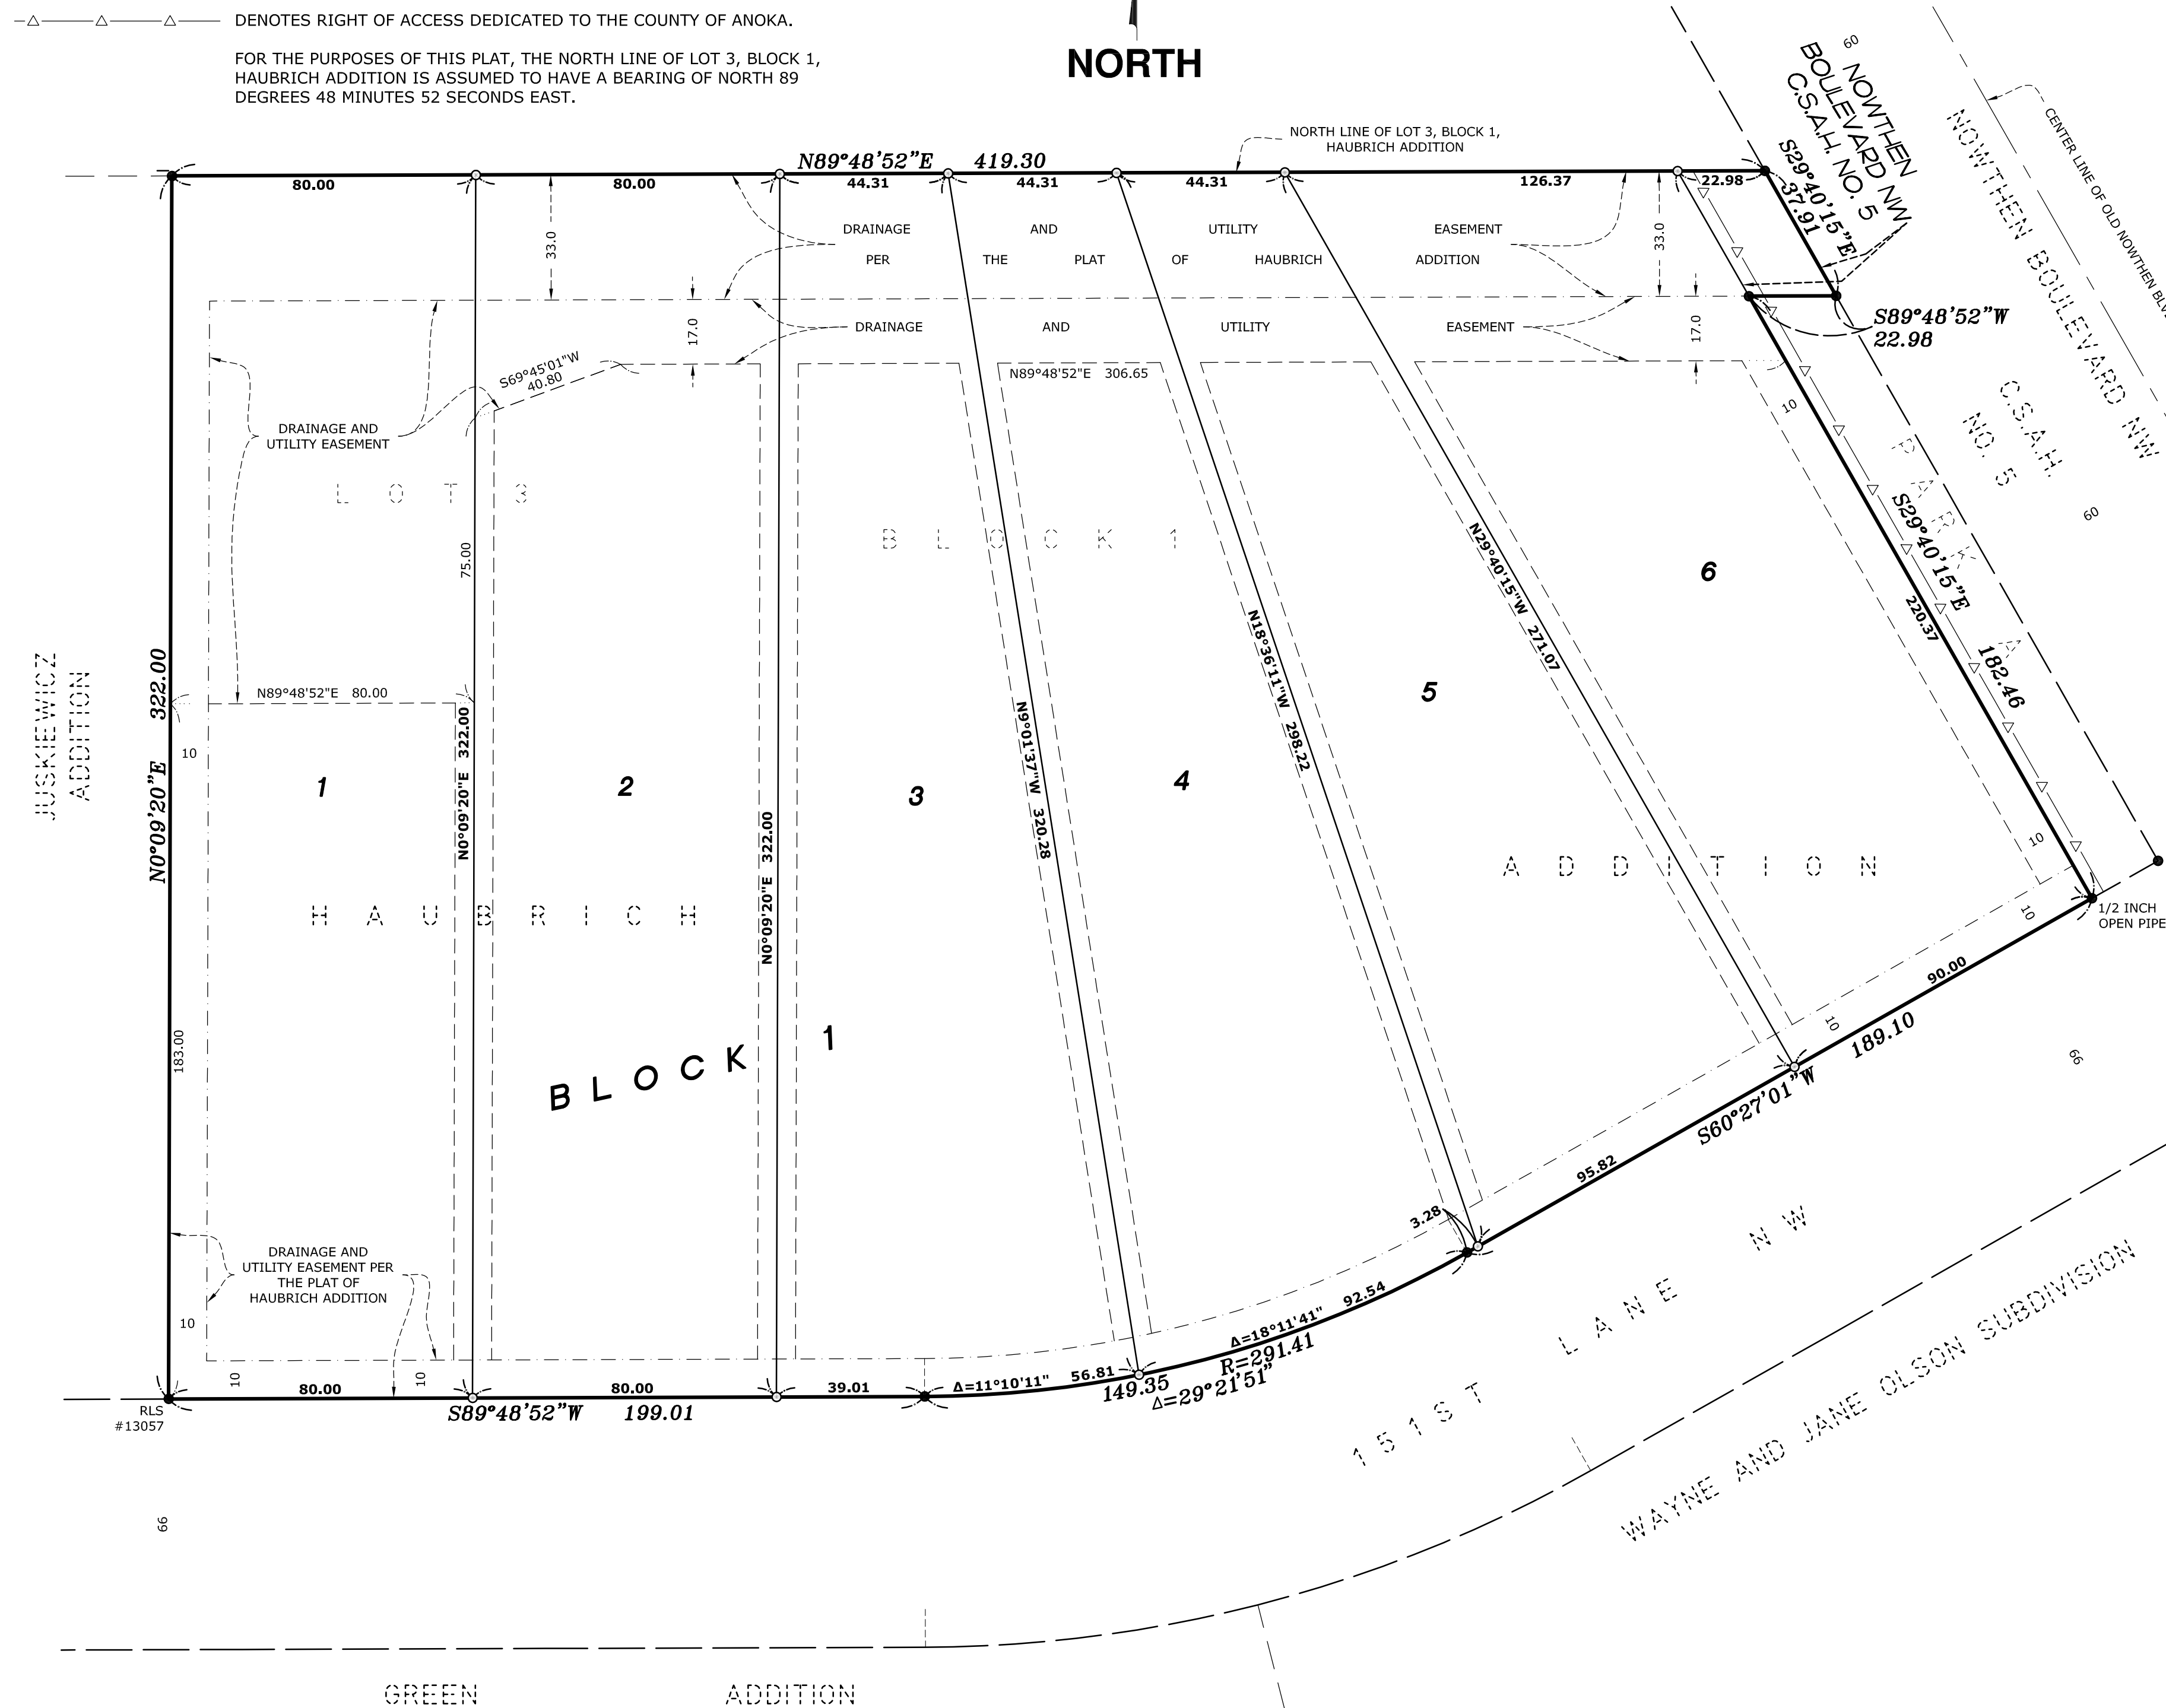 DENOTES RIGHT OF ACCESS DEDICATED TO THE COUNTY OF ANOKA.
FOR THE PURPOSES OF THIS PLAT, THE NORTH LINE OF LOT 3, BLOCK 1,
HAUBRICH ADDITION IS ASSUMED TO HAVE A BEARING OF NORTH 89
DEGREES 48 MINUTES 52 SECONDS EAST.
NORTH
60
NOWTHEN
BOULEVARD NW
C.S.A.H. NO. 5
S29°40'15"E
37.91
CENTER LINE OF OLD NOWTHEN
NOWTHEN BOULEVARD NW
C.S.A.H.
NO. 5
60
NORTH LINE OF LOT 3, BLOCK 1,
HAUBRICH ADDITION
N89°48'52"E 419.30
80.00
80.00
44.31
44.31
44.31
126.37
22.98
33.0
DRAINAGE AND UTILITY EASEMENT
PER THE PLAT OF HAUBRICH ADDITION
33.0
17.0
DRAINAGE AND UTILITY EASEMENT
17.0
S89°48'52"W
22.98
S69°45'01"W
40.80
N89°48'52"E 306.65
10
DRAINAGE AND
UTILITY EASEMENT
LOT 3
BLOCK 1
PARK A
75.00
N29°40'15"W 271.07
6
S29°40'15"E
182.46
220.37
JUSKIEWICZ
ADDITION
N0°09'20"E 322.00
N89°48'52"E 80.00
10
1
N0°09'20"E 322.00
2
N0°09'20"E 322.00
3
N9°01'37"W 320.28
4
N18°36'11"W 298.22
5
10
HAUBRICH
ADDITION
10
1/2 INCH
OPEN PIPE
183.00
BLOCK 1
90.00
10
189.10
66
S60°27'01"W
95.82
3.28
DRAINAGE AND
UTILITY EASEMENT PER
THE PLAT OF
HAUBRICH ADDITION
10
10
10
80.00
80.00
39.01
Δ=11°10'11" 56.81
Δ=18°11'41" 92.54
R=291.41
149.35
Δ=29°21'51"
S89°48'52"W 199.01
RLS
#13057
151ST LANE NW
WAYNE AND JANE OLSON SUBDIVISION
66
GREEN ADDITION